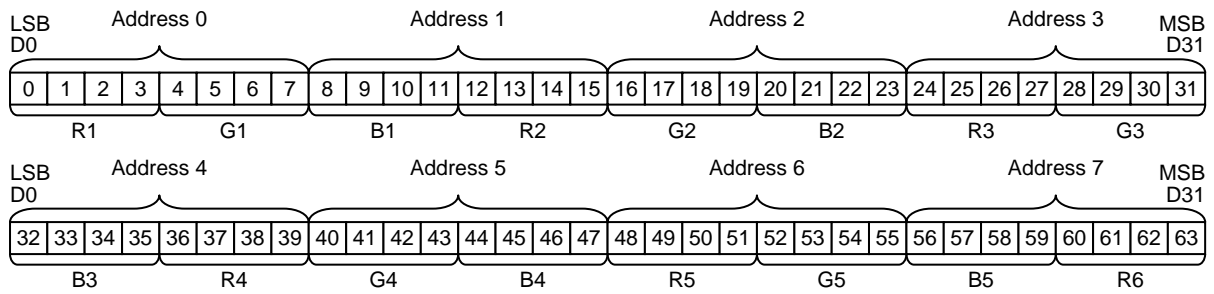 LSB Address 0 Address 1 Address 2 Address 3 MSB
D0 D31
0 1 2 3 4 5 6 7 8 9 10 11 12 13 14 15 16 17 18 19 20 21 22 23 24 25 26 27 28 29 30 31
R1 G1 B1 R2 G2 B2 R3 G3
LSB Address 4 Address 5 Address 6 Address 7 MSB
D0 D31
32 33 34 35 36 37 38 39 40 41 42 43 44 45 46 47 48 49 50 51 52 53 54 55 56 57 58 59 60 61 62 63
B3 R4 G4 B4 R5 G5 B5 R6